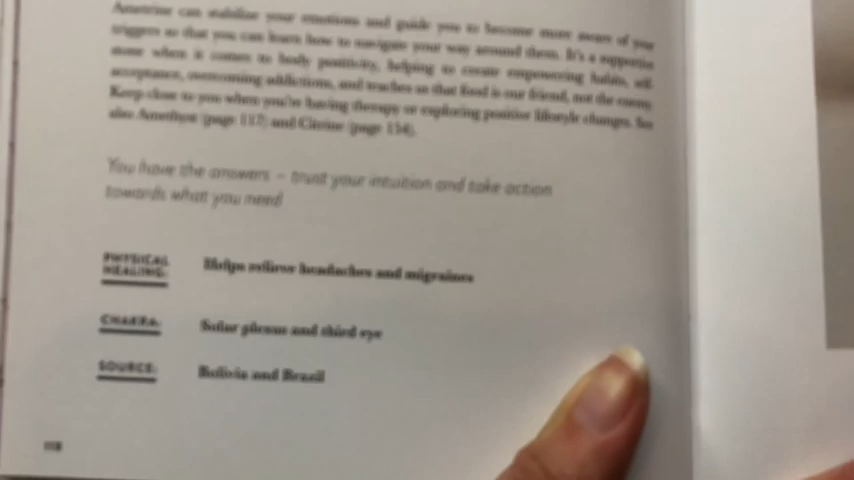 Ametrine can stabilise your emotions and guide you to become more aware of your
triggers so that you can learn how to navigate your way around them. It's a supportive
stone when it comes to body positivity, helping to create empowering habits, self-
acceptance, overcoming addictions, and teaches us that food is our friend, not the enemy.
Keep close to you when you're having therapy or exploring positive lifestyle changes. See
also Amethyst (page 117) and Citrine (page 134).
You have the answers – trust your intuition and take action
towards what you need
PHYSICAL
HEALING:
Helps relieve headaches and migraines
CHAKRA:
Solar plexus and third eye
SOURCE:
Bolivia and Brazil
118